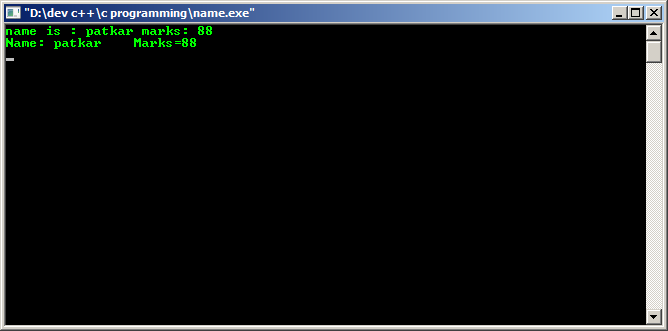 "D:\dev c++\c programming\name.exe"
name is : patkar marks: 88
Name: patkar    Marks=88